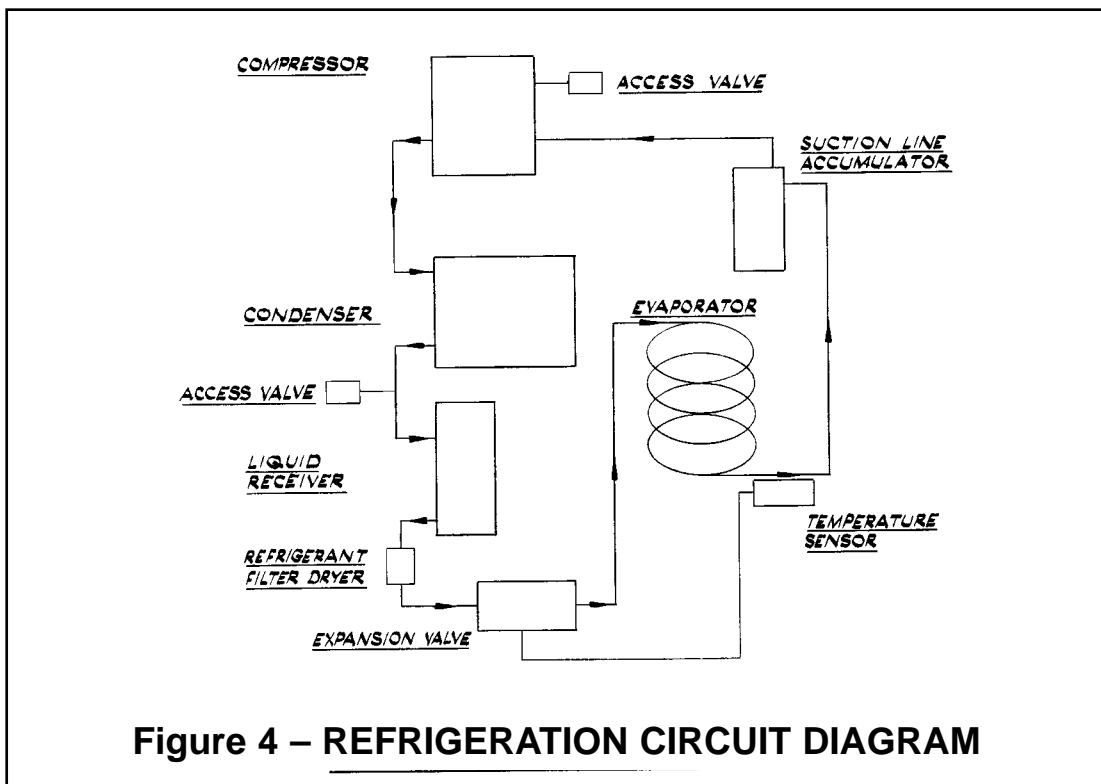 COMPRESSOR
ACCESS VALVE
SUCTION LINE
ACCUMULATOR
CONDENSER
EVAPORATOR
ACCESS VALVE
LIQUID
RECEIVER
TEMPERATURE
SENSOR
REFRIGERANT
FILTER DRYER
EXPANSION VALVE
Figure 4 – REFRIGERATION CIRCUIT DIAGRAM